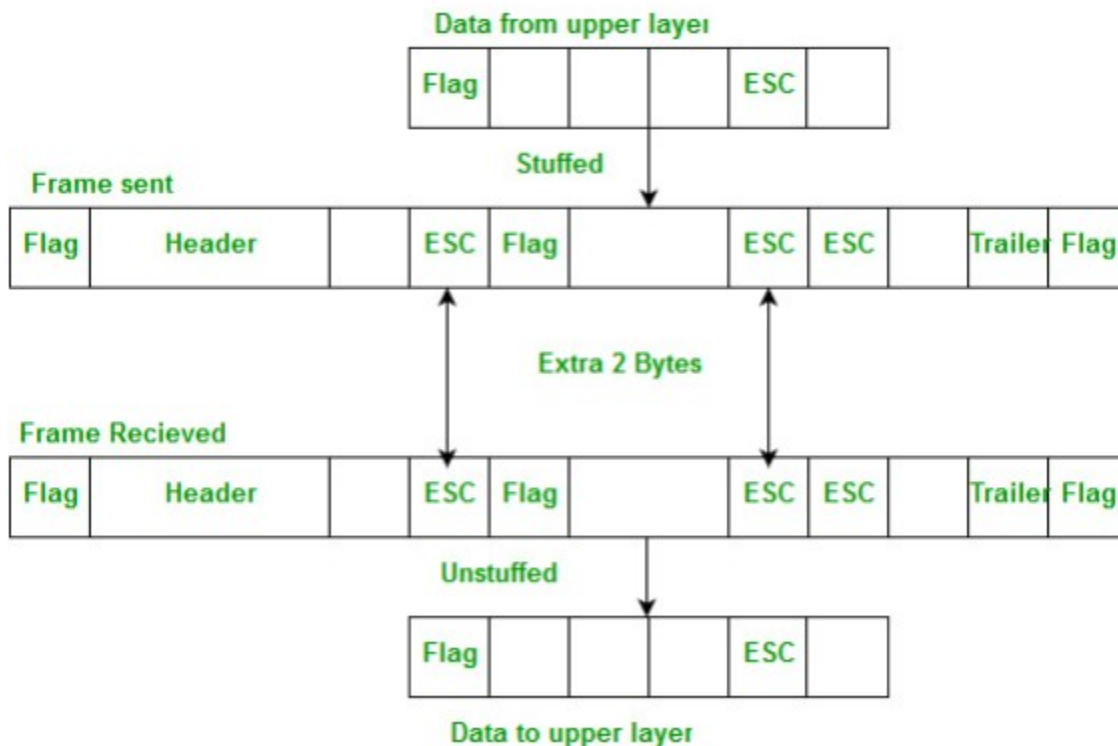 Data from upper layer
Flag ESC
Stuffed
Frame sent
Flag Header ESC Flag ESC ESC Trailer Flag
Extra 2 Bytes
Frame Recieved
Flag Header ESC Flag ESC ESC Trailer Flag
Unstuffed
Flag ESC
Data to upper layer